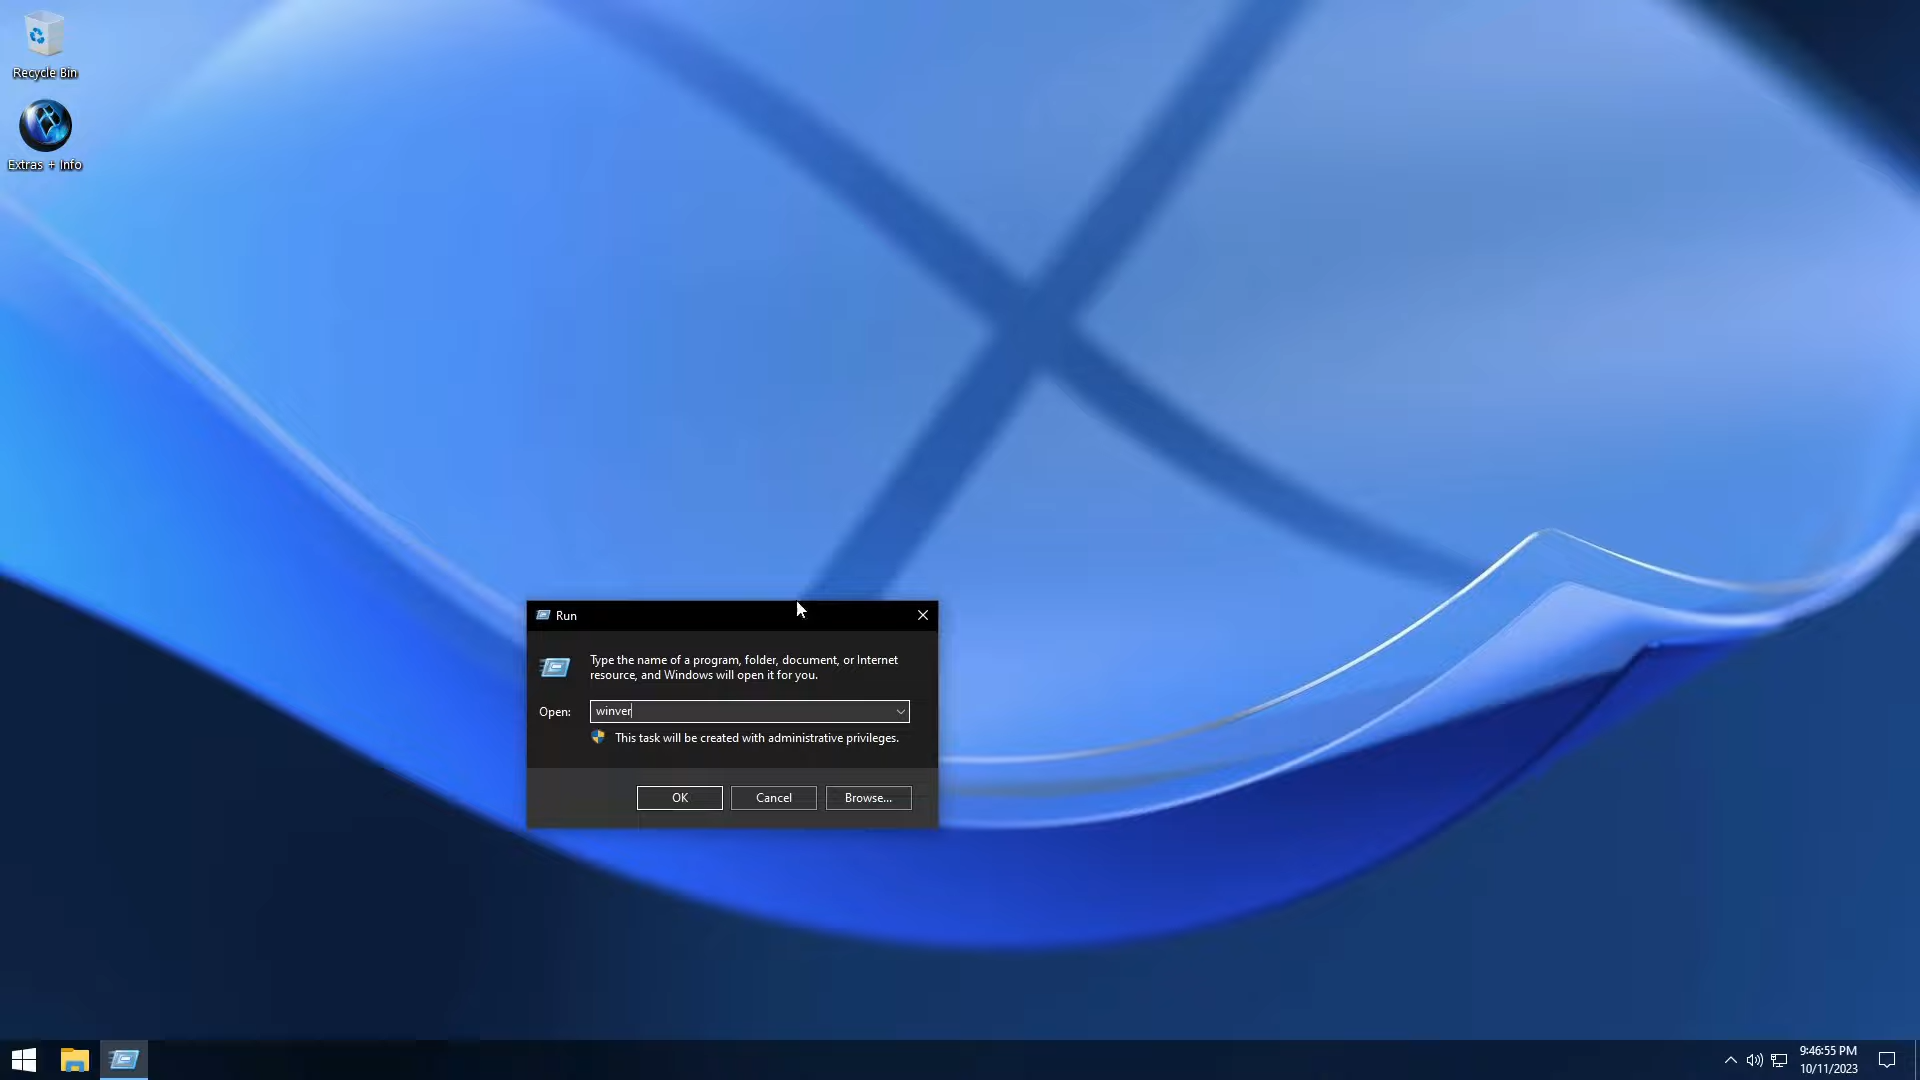 Recycle Bin
Extras + Info
Run
Type the name of a program, folder, document, or Internet
resource, and Windows will open it for you.
Open:
winver
This task will be created with administrative privileges.
OK
Cancel
Browse...
9:46:55 PM
10/11/2023